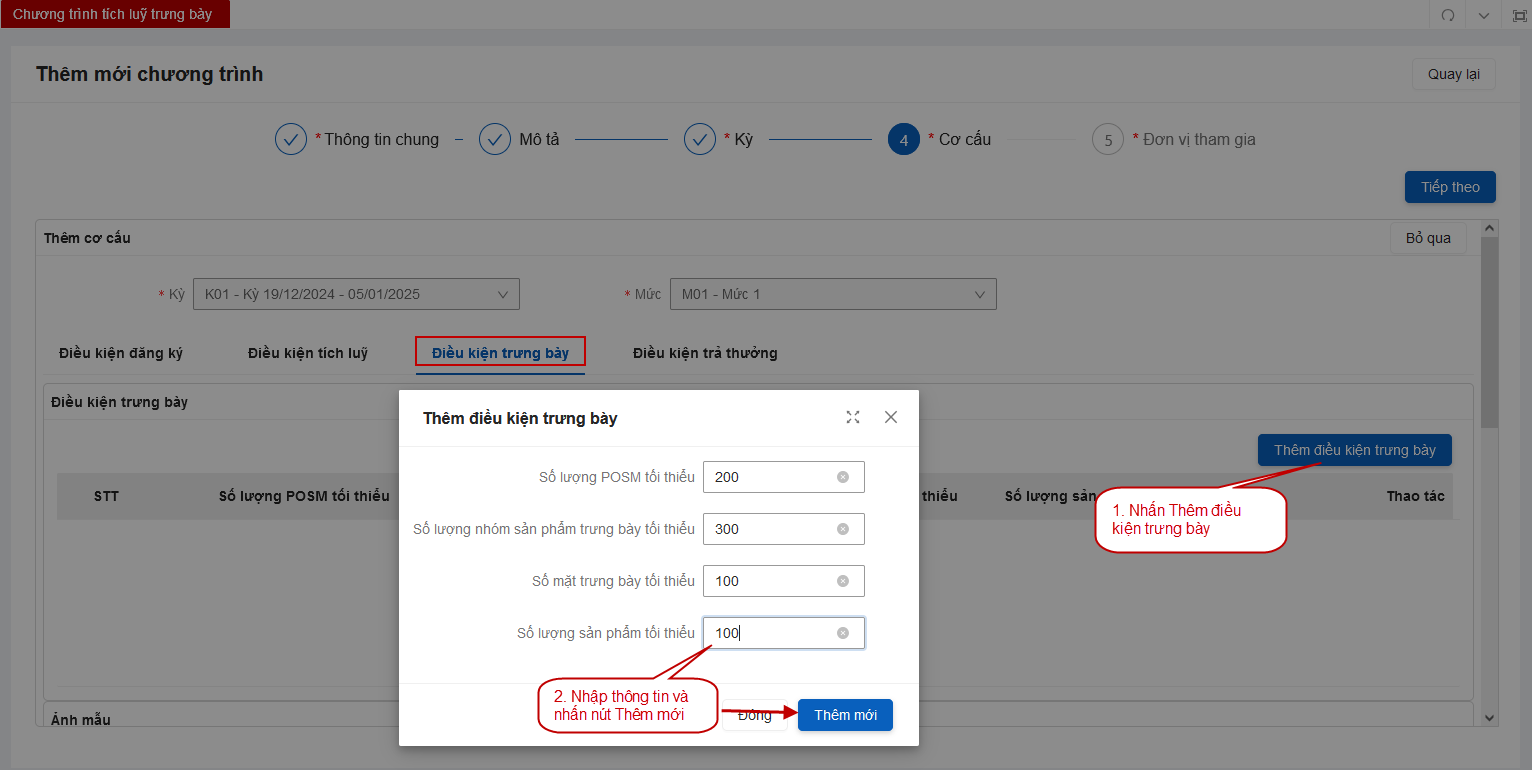 Chương trình tích luỹ trưng bày
Thêm mới chương trình
Quay lại
* Thông tin chung
Mô tả
* Kỳ
4 * Cơ cấu
5 * Đơn vị tham gia
Tiếp theo
Thêm cơ cấu
Bỏ qua
* Kỳ K01 - Kỳ 19/12/2024 - 05/01/2025
* Mức M01 - Mức 1
Điều kiện đăng ký
Điều kiện tích luỹ
Điều kiện trưng bày
Điều kiện trả thưởng
Điều kiện trưng bày
Thêm điều kiện trưng bày
STT
Số lượng POSM tối thiểu
thiểu
Số lượng sản
Thao tác
1. Nhấn Thêm điều
kiện trưng bày
Thêm điều kiện trưng bày
Số lượng POSM tối thiểu 200
Số lượng nhóm sản phẩm trưng bày tối thiểu 300
Số mặt trưng bày tối thiểu 100
Số lượng sản phẩm tối thiểu 100
2. Nhập thông tin và
nhấn nút Thêm mới
Đóng
Thêm mới
Ảnh mẫu